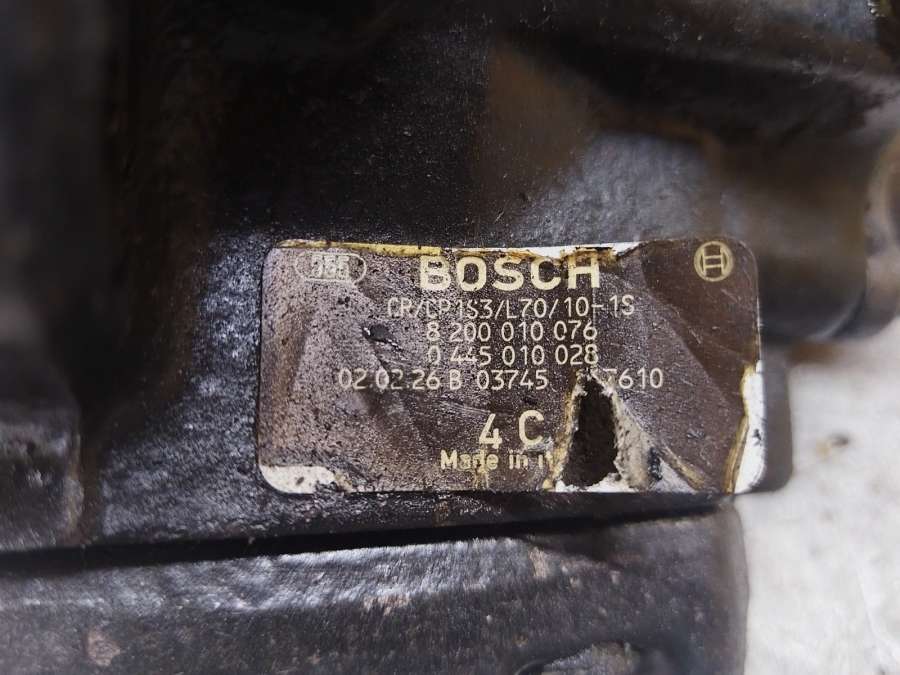 BOSCH
CR/CP1S3/L70/10-1S
8 200 010 076
0 445 010 028
02.02.26 B 03745
4 C
Made in